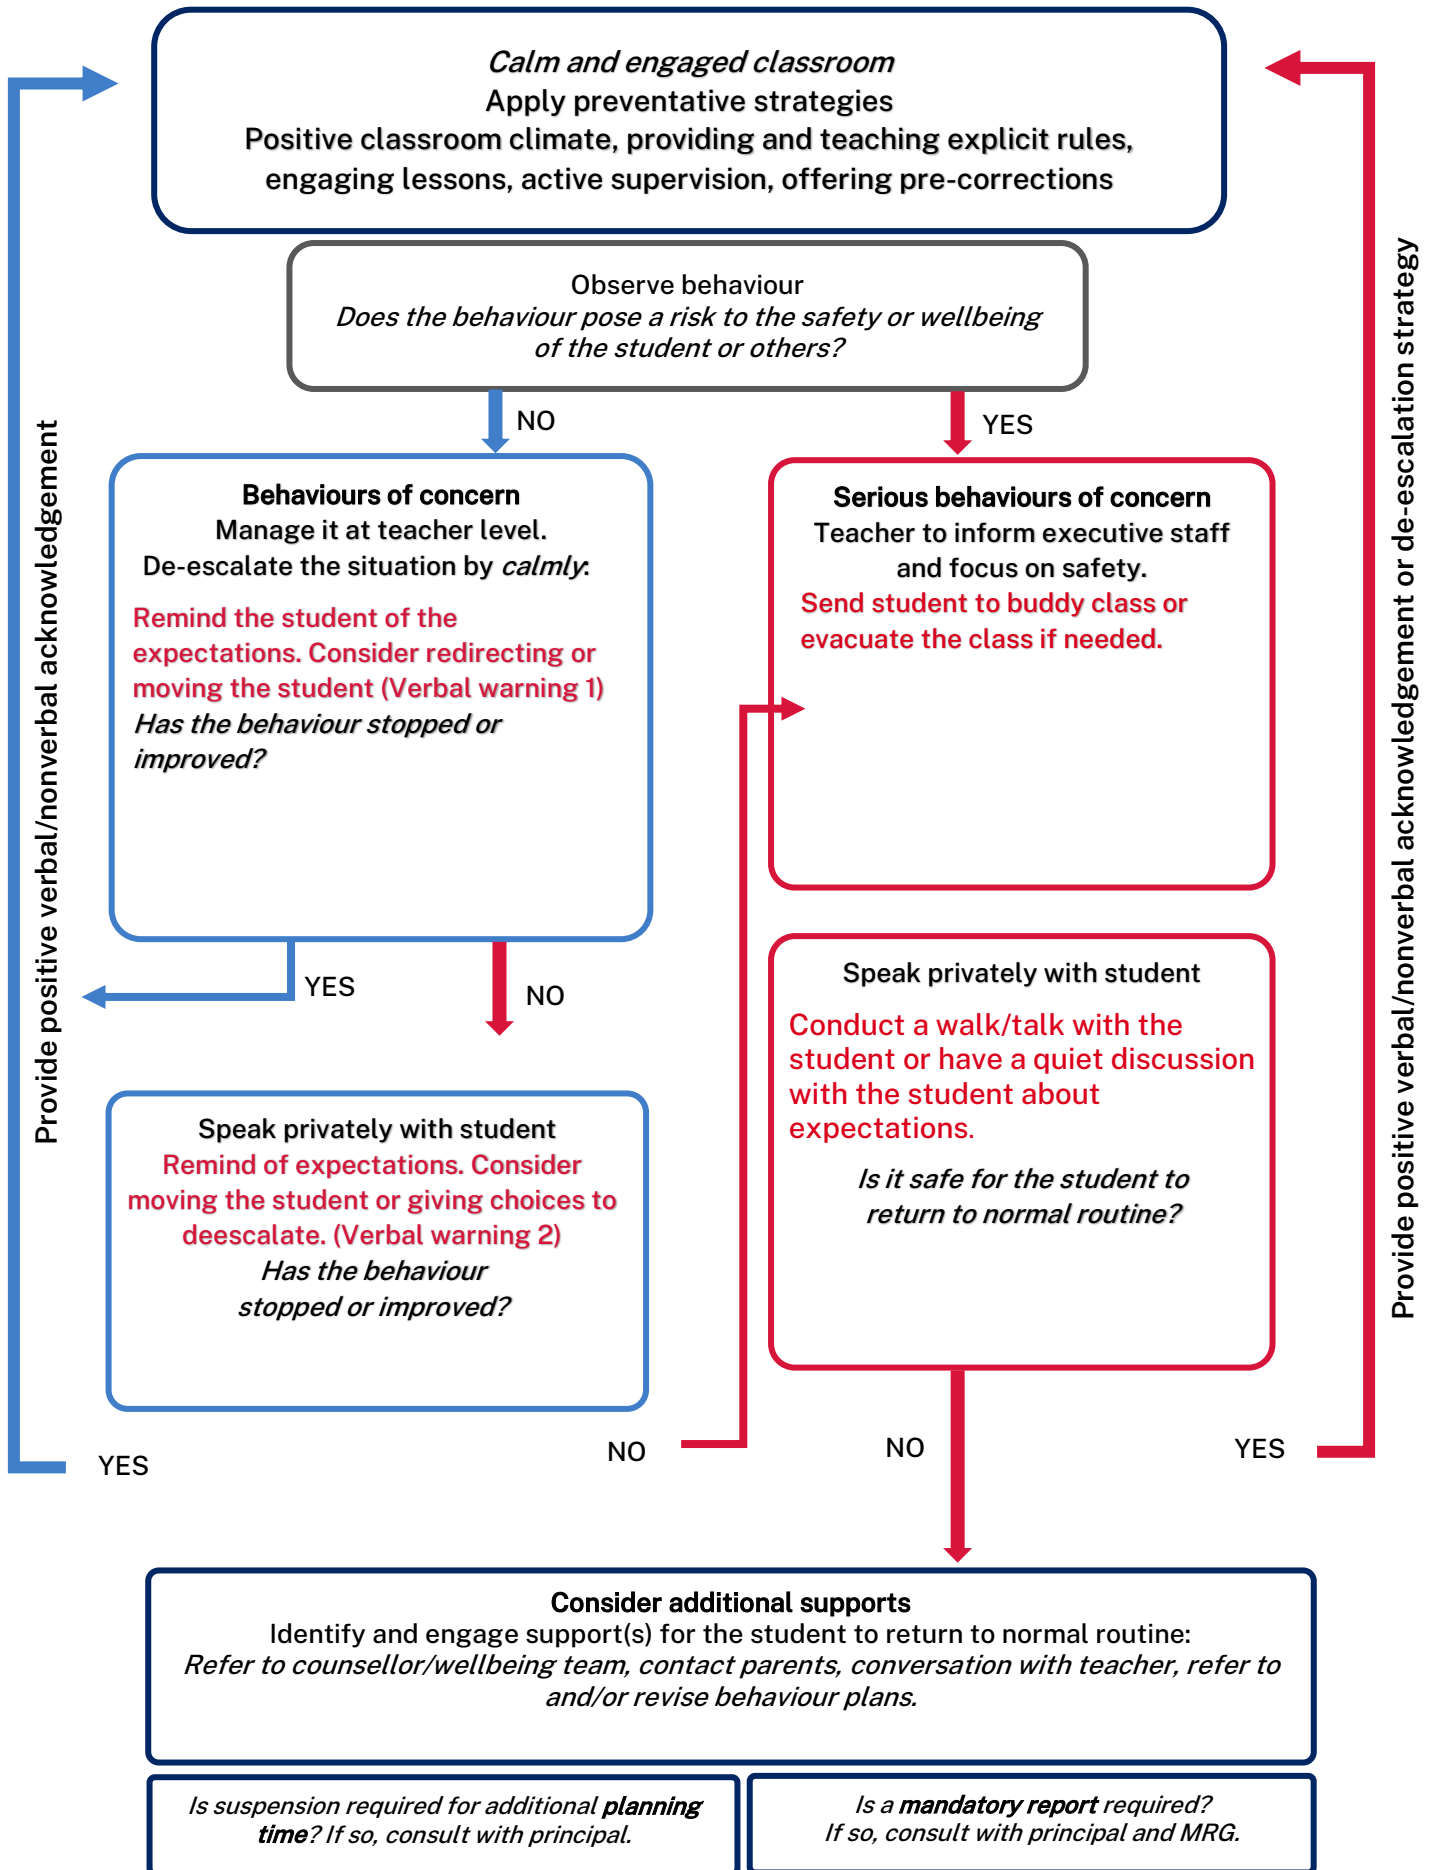 Calm and engaged classroom
Apply preventative strategies
Positive classroom climate, providing and teaching explicit rules,
engaging lessons, active supervision, offering pre-corrections
Observe behaviour
Does the behaviour pose a risk to the safety or wellbeing
of the student or others?
NO
YES
Behaviours of concern
Manage it at teacher level.
De-escalate the situation by calmly:
Remind the student of the
expectations. Consider redirecting or
moving the student (Verbal warning 1)
Has the behaviour stopped or
improved?
Serious behaviours of concern
Teacher to inform executive staff
and focus on safety.
Send student to buddy class or
evacuate the class if needed.
YES
NO
Speak privately with student
Remind of expectations. Consider
moving the student or giving choices to
deescalate. (Verbal warning 2)
Has the behaviour
stopped or improved?
Speak privately with student
Conduct a walk/talk with the
student or have a quiet discussion
with the student about
expectations.
Is it safe for the student to
return to normal routine?
YES
NO
NO
YES
Provide positive verbal/nonverbal acknowledgement
Provide positive verbal/nonverbal acknowledgement or de-escalation strategy
Consider additional supports
Identify and engage support(s) for the student to return to normal routine:
Refer to counsellor/wellbeing team, contact parents, conversation with teacher, refer to
and/or revise behaviour plans.
Is suspension required for additional planning
time? If so, consult with principal.
Is a mandatory report required?
If so, consult with principal and MRG.